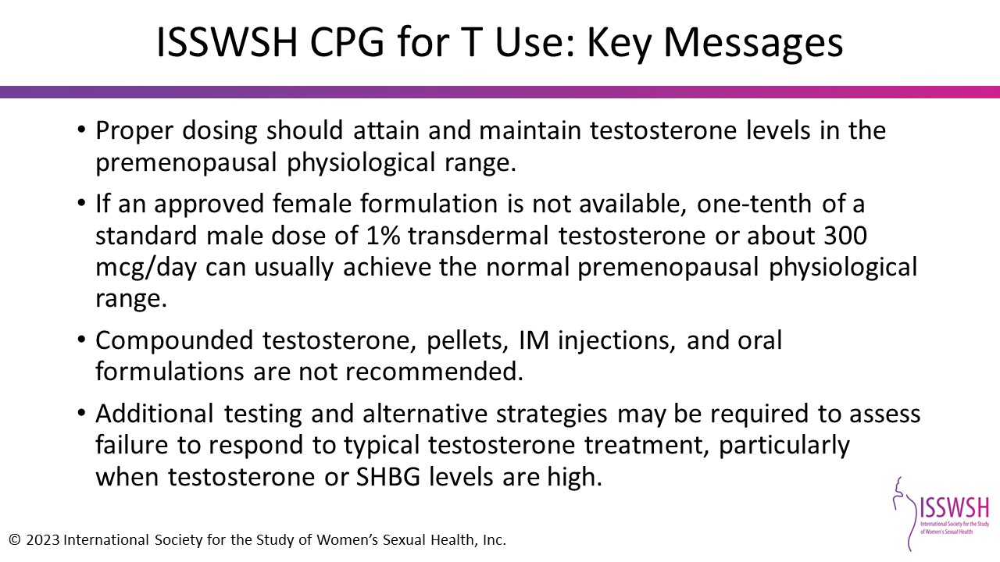 ISSWSH CPG for T Use: Key Messages
• Proper dosing should attain and maintain testosterone levels in the
premenopausal physiological range.
• If an approved female formulation is not available, one-tenth of a
standard male dose of 1% transdermal testosterone or about 300
mcg/day can usually achieve the normal premenopausal physiological
range.
• Compounded testosterone, pellets, IM injections, and oral
formulations are not recommended.
• Additional testing and alternative strategies may be required to assess
failure to respond to typical testosterone treatment, particularly
when testosterone or SHBG levels are high.
ISSWSH
International Society for the Study
of Women's Sexual Health
© 2023 International Society for the Study of Women’s Sexual Health, Inc.